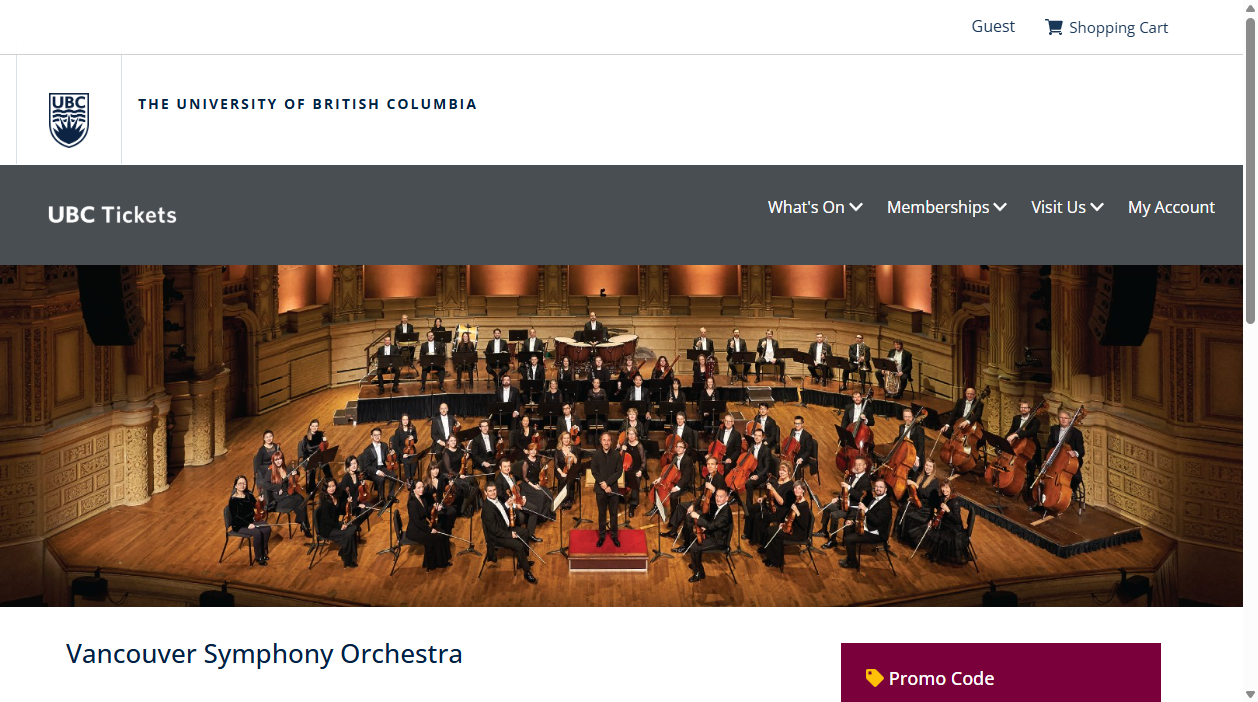 Guest
Shopping Cart
UBC
THE UNIVERSITY OF BRITISH COLUMBIA
UBC Tickets
What's On
Memberships
Visit Us
My Account
Vancouver Symphony Orchestra
Promo Code